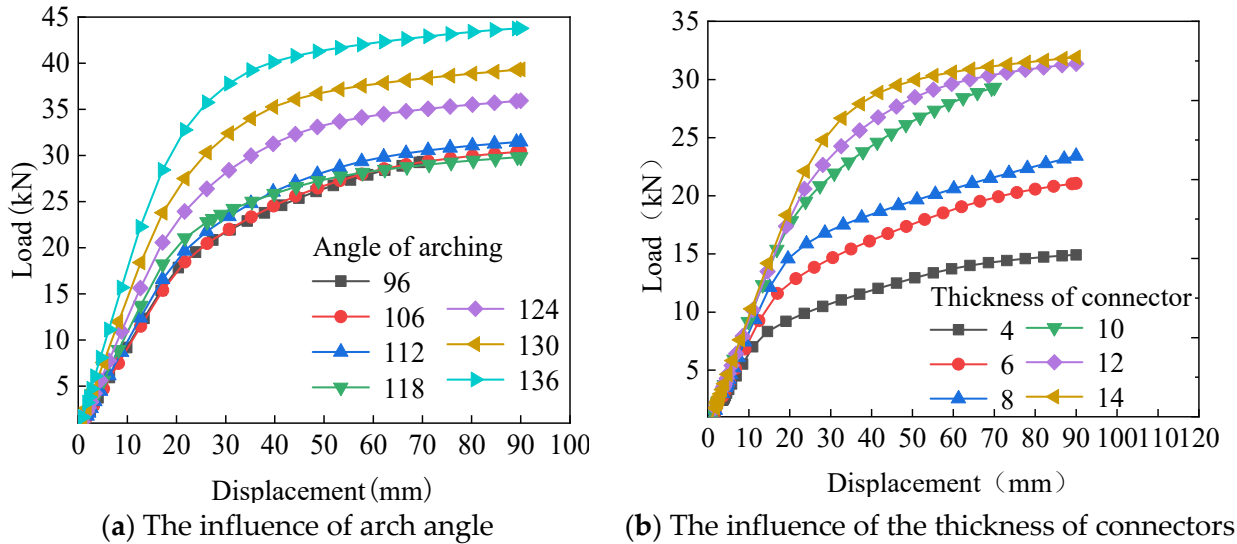 45
40
35
30
25
20
15
10
5
Load (kN)
Angle of arching
96
106
112
118
124
130
136
0 10 20 30 40 50 60 70 80 90 100
Displacement (mm)
(a) The influence of arch angle
35
30
25
20
15
10
5
Load（kN）
Thickness of connector
4
6
8
10
12
14
0 10 20 30 40 50 60 70 80 90 100 110 120
Displacement（mm）
(b) The influence of the thickness of connectors